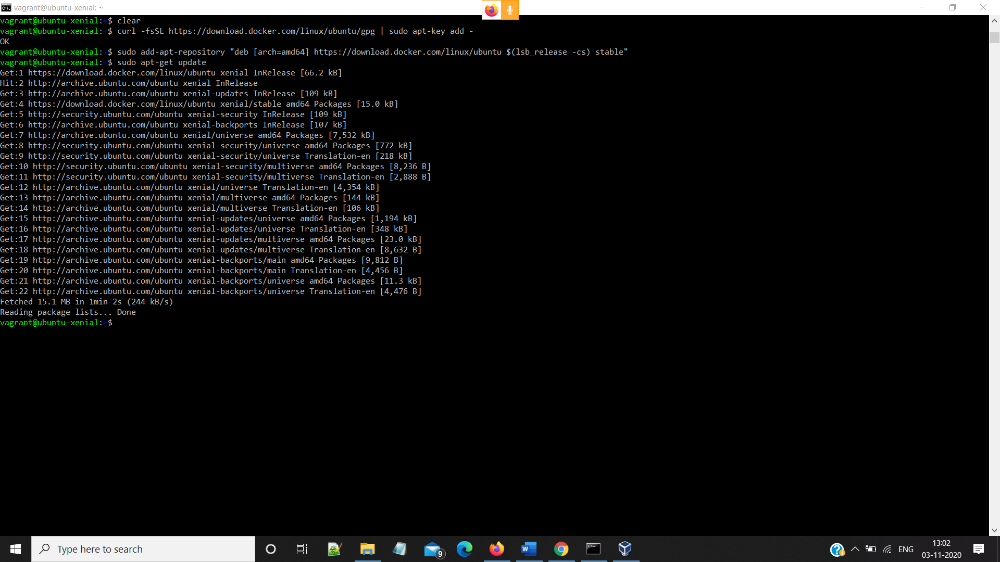 vagrant@ubuntu-xenial: ~
vagrant@ubuntu-xenial:~$ clear
vagrant@ubuntu-xenial:~$ curl -fsSL https://download.docker.com/linux/ubuntu/gpg | sudo apt-key add -
OK
vagrant@ubuntu-xenial:~$ sudo add-apt-repository "deb [arch=amd64] https://download.docker.com/linux/ubuntu $(lsb_release -cs) stable"
vagrant@ubuntu-xenial:~$ sudo apt-get update
Get:1 https://download.docker.com/linux/ubuntu xenial InRelease [66.2 kB]
Hit:2 http://archive.ubuntu.com/ubuntu xenial InRelease
Get:3 http://archive.ubuntu.com/ubuntu xenial-updates InRelease [109 kB]
Get:4 https://download.docker.com/linux/ubuntu xenial/stable amd64 Packages [15.0 kB]
Get:5 http://security.ubuntu.com/ubuntu xenial-security InRelease [109 kB]
Get:6 http://archive.ubuntu.com/ubuntu xenial-backports InRelease [107 kB]
Get:7 http://archive.ubuntu.com/ubuntu xenial/universe amd64 Packages [7,532 kB]
Get:8 http://security.ubuntu.com/ubuntu xenial-security/universe amd64 Packages [772 kB]
Get:9 http://security.ubuntu.com/ubuntu xenial-security/universe Translation-en [218 kB]
Get:10 http://security.ubuntu.com/ubuntu xenial-security/multiverse amd64 Packages [8,236 B]
Get:11 http://security.ubuntu.com/ubuntu xenial-security/multiverse Translation-en [2,888 B]
Get:12 http://archive.ubuntu.com/ubuntu xenial/universe Translation-en [4,354 kB]
Get:13 http://archive.ubuntu.com/ubuntu xenial/multiverse amd64 Packages [144 kB]
Get:14 http://archive.ubuntu.com/ubuntu xenial/multiverse Translation-en [106 kB]
Get:15 http://archive.ubuntu.com/ubuntu xenial-updates/universe amd64 Packages [1,194 kB]
Get:16 http://archive.ubuntu.com/ubuntu xenial-updates/universe Translation-en [348 kB]
Get:17 http://archive.ubuntu.com/ubuntu xenial-updates/multiverse amd64 Packages [23.0 kB]
Get:18 http://archive.ubuntu.com/ubuntu xenial-updates/multiverse Translation-en [8,632 B]
Get:19 http://archive.ubuntu.com/ubuntu xenial-backports/main amd64 Packages [9,812 B]
Get:20 http://archive.ubuntu.com/ubuntu xenial-backports/main Translation-en [4,456 B]
Get:21 http://archive.ubuntu.com/ubuntu xenial-backports/universe amd64 Packages [11.3 kB]
Get:22 http://archive.ubuntu.com/ubuntu xenial-backports/universe Translation-en [4,476 B]
Fetched 15.1 MB in 1min 2s (244 kB/s)
Reading package lists... Done
vagrant@ubuntu-xenial:~$
Type here to search
9
ENG
13:02
03-11-2020